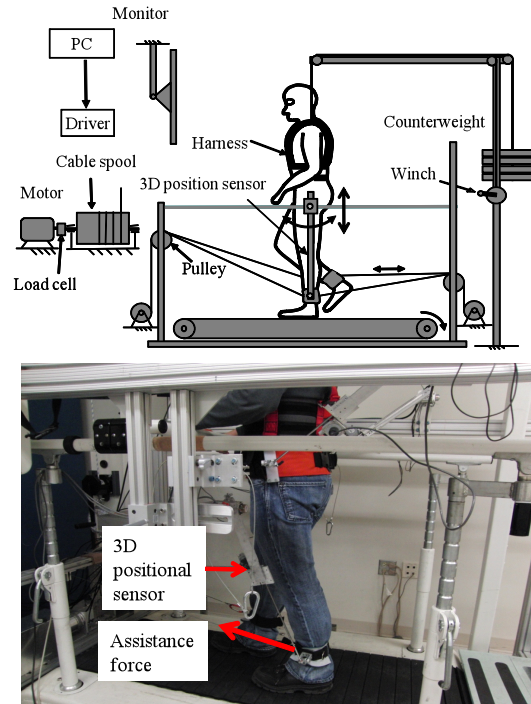 Monitor
PC
Driver
Counterweight
Harness
Cable spool
3D position sensor
Winch
Motor
Pulley
Load cell
3D
positional
sensor
Assistance
force